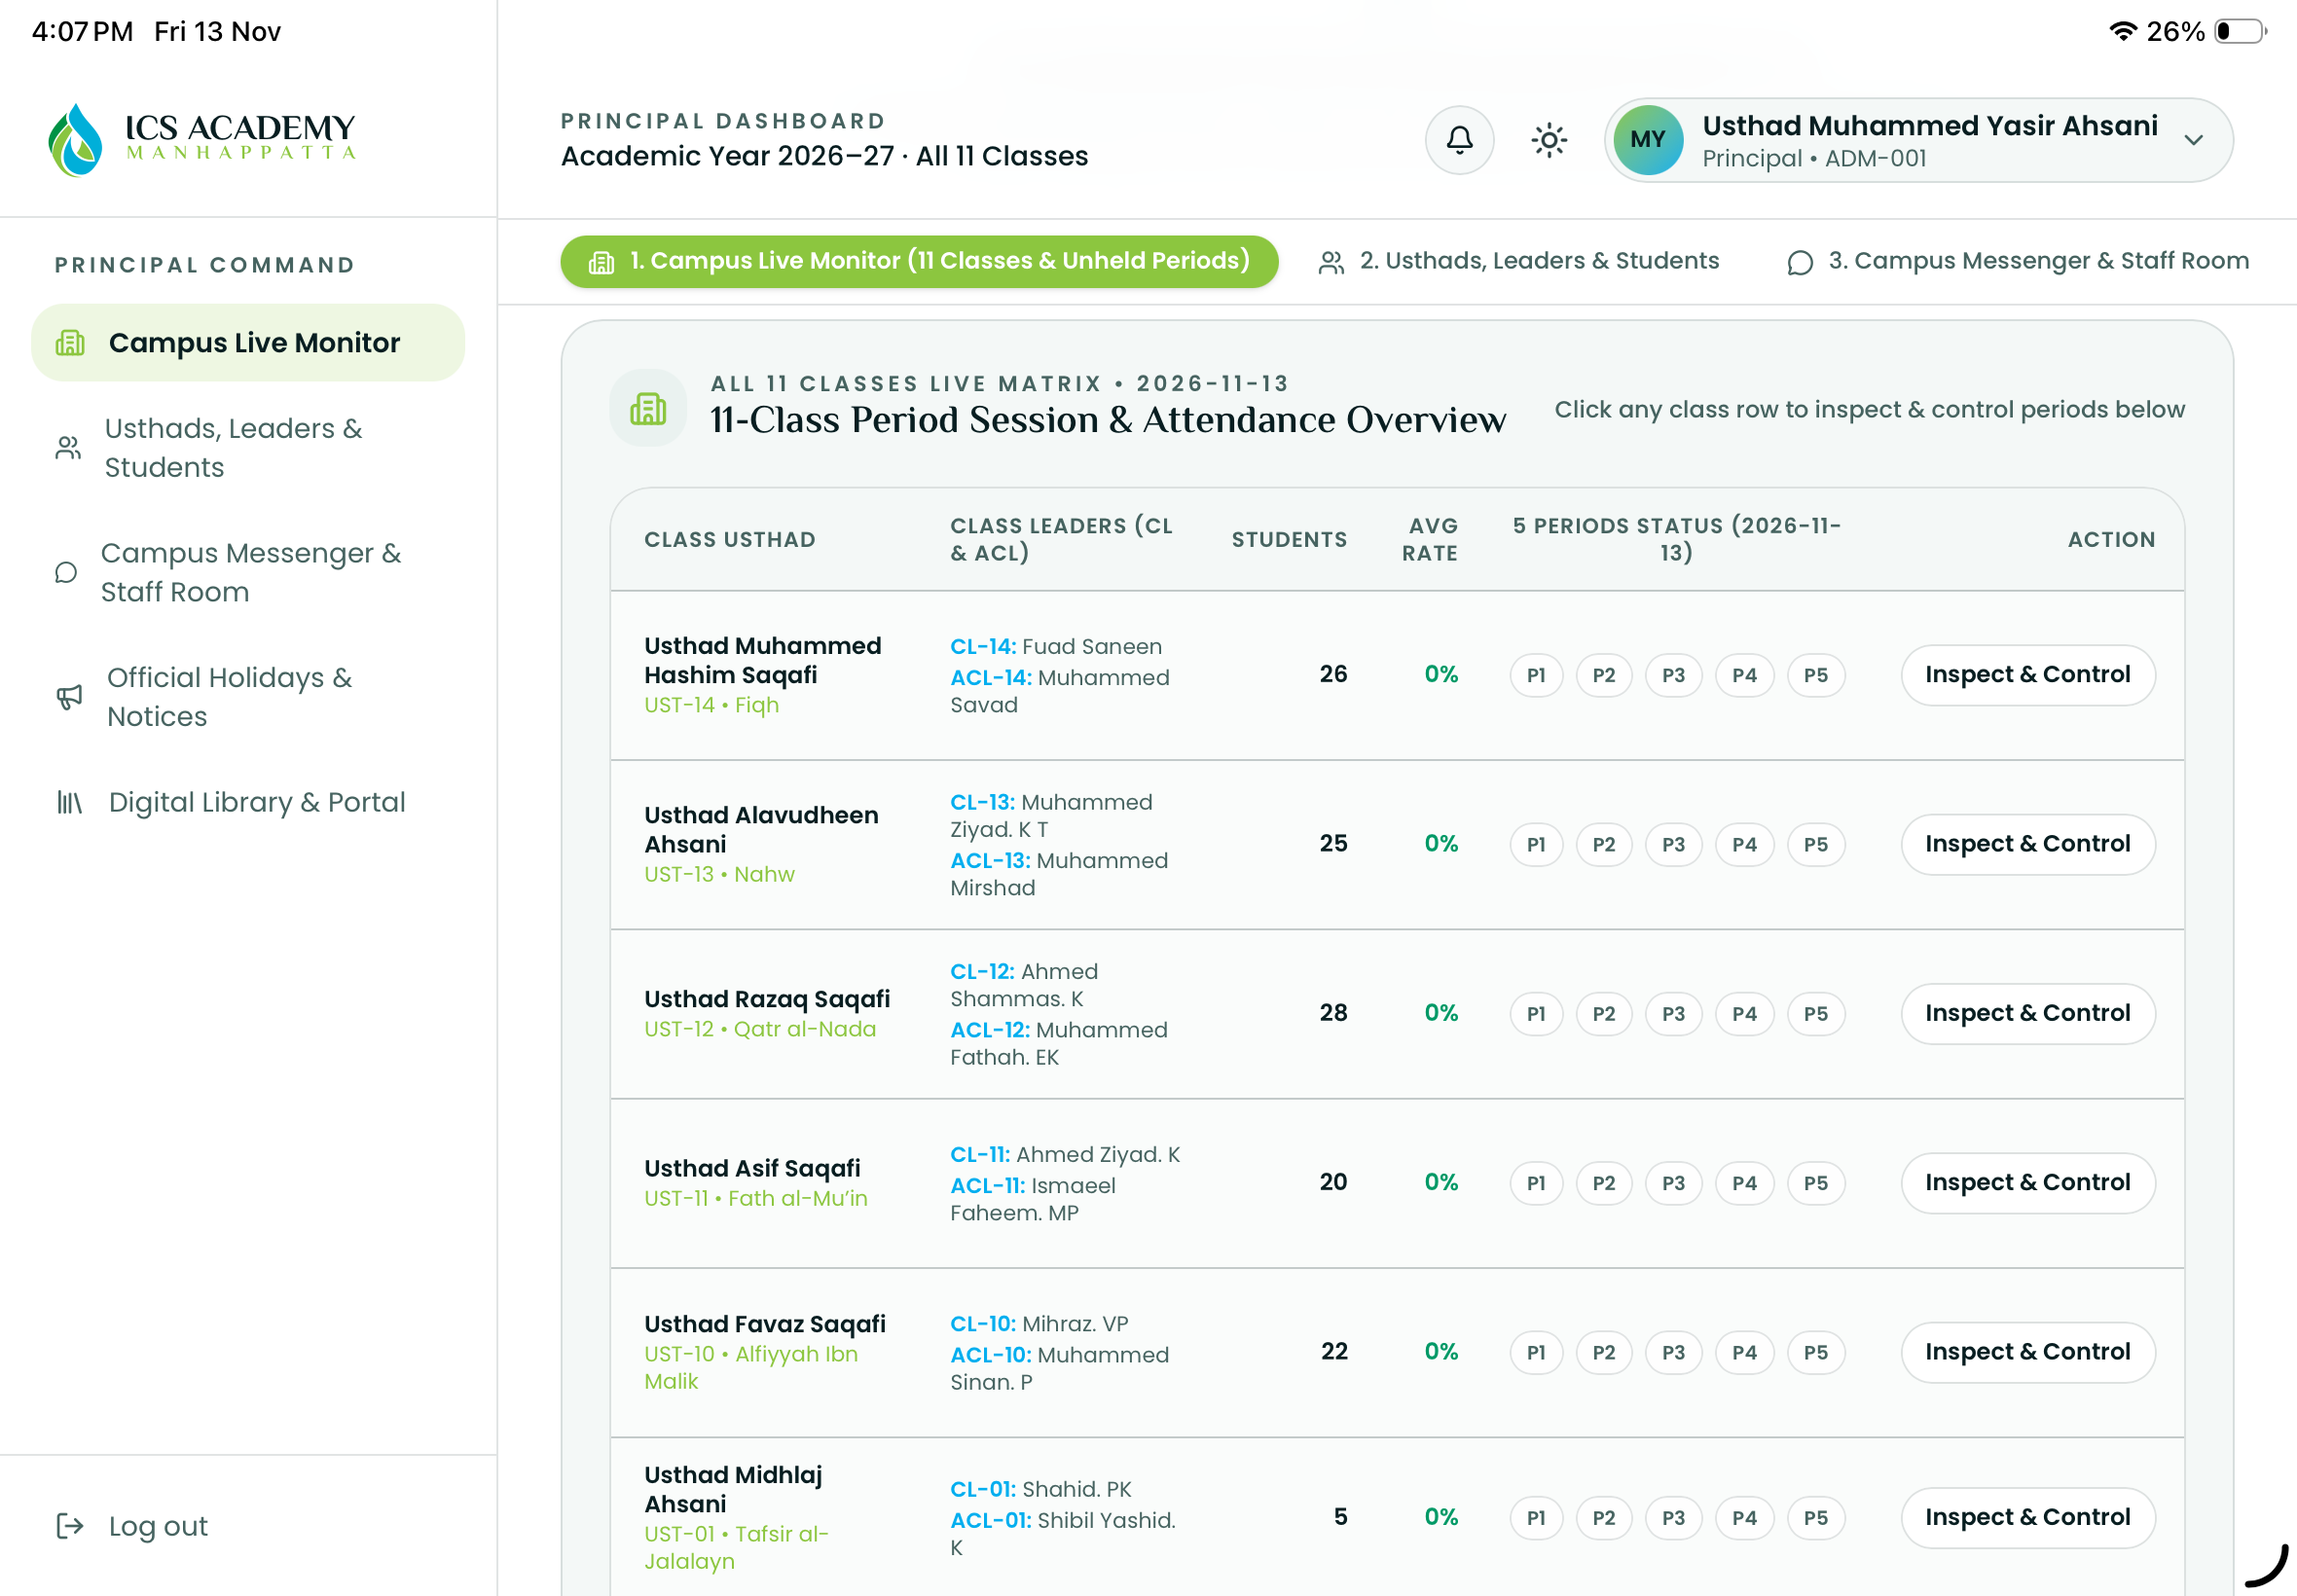 4:07 PM Fri 13 Nov
26%
ICS ACADEMY
MANHAPPATTA
PRINCIPAL COMMAND
Campus Live Monitor
Usthads, Leaders &
Students
Campus Messenger &
Staff Room
Official Holidays &
Notices
Digital Library & Portal
Log out
PRINCIPAL DASHBOARD
Academic Year 2026–27 · All 11 Classes
MY
Usthad Muhammed Yasir Ahsani
Principal • ADM-001
1. Campus Live Monitor (11 Classes & Unheld Periods)
2. Usthads, Leaders & Students
3. Campus Messenger & Staff Room
ALL 11 CLASSES LIVE MATRIX • 2026-11-13
11-Class Period Session & Attendance Overview
Click any class row to inspect & control periods below
CLASS USTHAD
CLASS LEADERS (CL
& ACL)
STUDENTS
AVG
RATE
5 PERIODS STATUS (2026-11-
13)
ACTION
Usthad Muhammed
Hashim Saqafi
UST-14 • Fiqh
CL-14: Fuad Saneen
ACL-14: Muhammed
Savad
26
0%
P1 P2 P3 P4 P5
Inspect & Control
Usthad Alavudheen
Ahsani
UST-13 • Nahw
CL-13: Muhammed
Ziyad. K T
ACL-13: Muhammed
Mirshad
25
0%
P1 P2 P3 P4 P5
Inspect & Control
Usthad Razaq Saqafi
UST-12 • Qatr al-Nada
CL-12: Ahmed
Shammas. K
ACL-12: Muhammed
Fathah. EK
28
0%
P1 P2 P3 P4 P5
Inspect & Control
Usthad Asif Saqafi
UST-11 • Fath al-Mu’in
CL-11: Ahmed Ziyad. K
ACL-11: Ismaeel
Faheem. MP
20
0%
P1 P2 P3 P4 P5
Inspect & Control
Usthad Favaz Saqafi
UST-10 • Alfiyyah Ibn
Malik
CL-10: Mihraz. VP
ACL-10: Muhammed
Sinan. P
22
0%
P1 P2 P3 P4 P5
Inspect & Control
Usthad Midhlaj
Ahsani
UST-01 • Tafsir al-
Jalalayn
CL-01: Shahid. PK
ACL-01: Shibil Yashid.
K
5
0%
P1 P2 P3 P4 P5
Inspect & Control